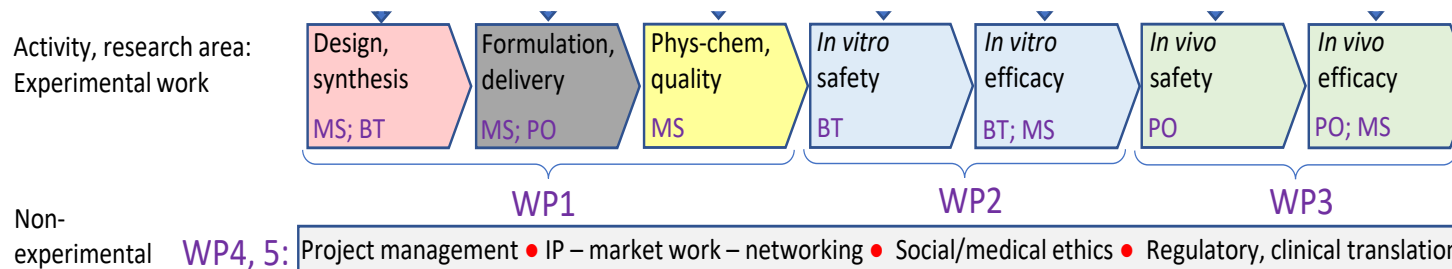 Activity, research area:
Experimental work
Design,
synthesis
MS; BT
Formulation,
delivery
MS; PO
Phys-chem,
quality
MS
In vitro
safety
BT
In vitro
efficacy
BT; MS
In vivo
safety
PO
In vivo
efficacy
PO; MS
WP1
WP2
WP3
Non-
experimental
WP4, 5:
Project management ● IP – market work – networking ● Social/medical ethics ● Regulatory, clinical translation